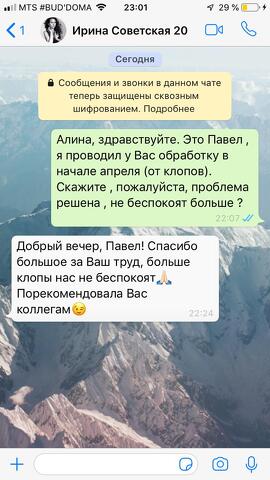 MTS #BUD'DOMA
23:01
29 %
1
Ирина Советская 20
Сегодня
Сообщения и звонки в данном чате
теперь защищены сквозным
шифрованием. Подробнее
Алина, здравствуйте. Это Павел ,
я проводил у Вас обработку в
начале апреля (от клопов).
Скажите , пожалуйста, проблема
решена , не беспокоят больше ?
22:07
Добрый вечер, Павел! Спасибо
большое за Ваш труд, больше
клопы нас не беспокоят🙏🏻
Порекомендовала Вас
коллегам😉
22:24